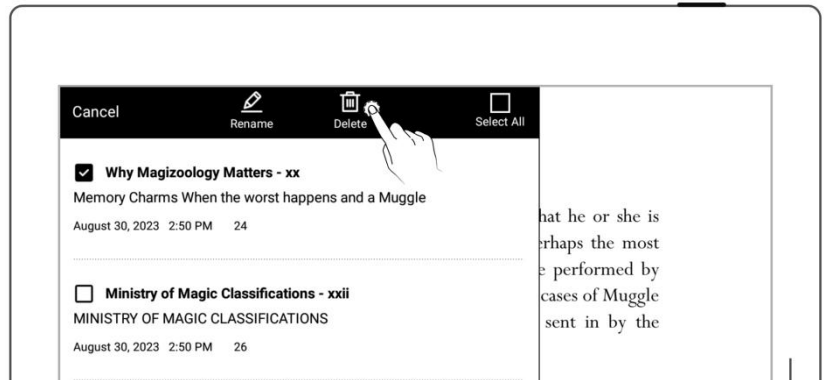 Cancel
Rename
Delete
Select All
Why Magizoology Matters - xx
Memory Charms When the worst happens and a Muggle
August 30, 2023 2:50 PM 24
Ministry of Magic Classifications - xxii
MINISTRY OF MAGIC CLASSIFICATIONS
August 30, 2023 2:50 PM 26
he or she is
the most
performed by
cases of Muggle
sent in by the